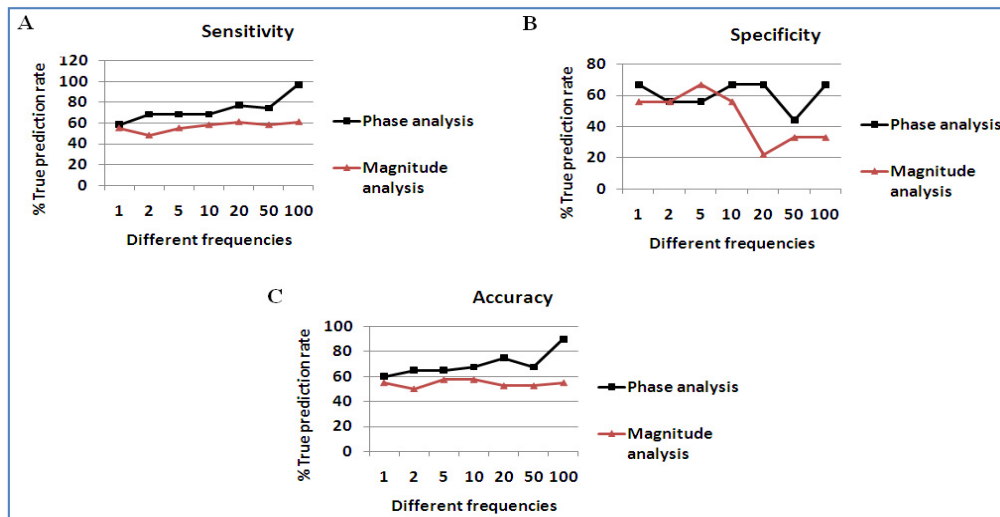 A
Sensitivity
% True prediction rate
120
100
80
60
40
20
0
1 2 5 10 20 50 100
Different frequencies
Phase analysis
Magnitude
analysis
B
Specificity
% True prediction rate
80
60
40
20
0
1 2 5 10 20 50 100
Different frequencies
Phase analysis
Magnitude
analysis
C
Accuracy
% True prediction rate
100
80
60
40
20
0
1 2 5 10 20 50 100
Different frequencies
Phase analysis
Magnitude
analysis